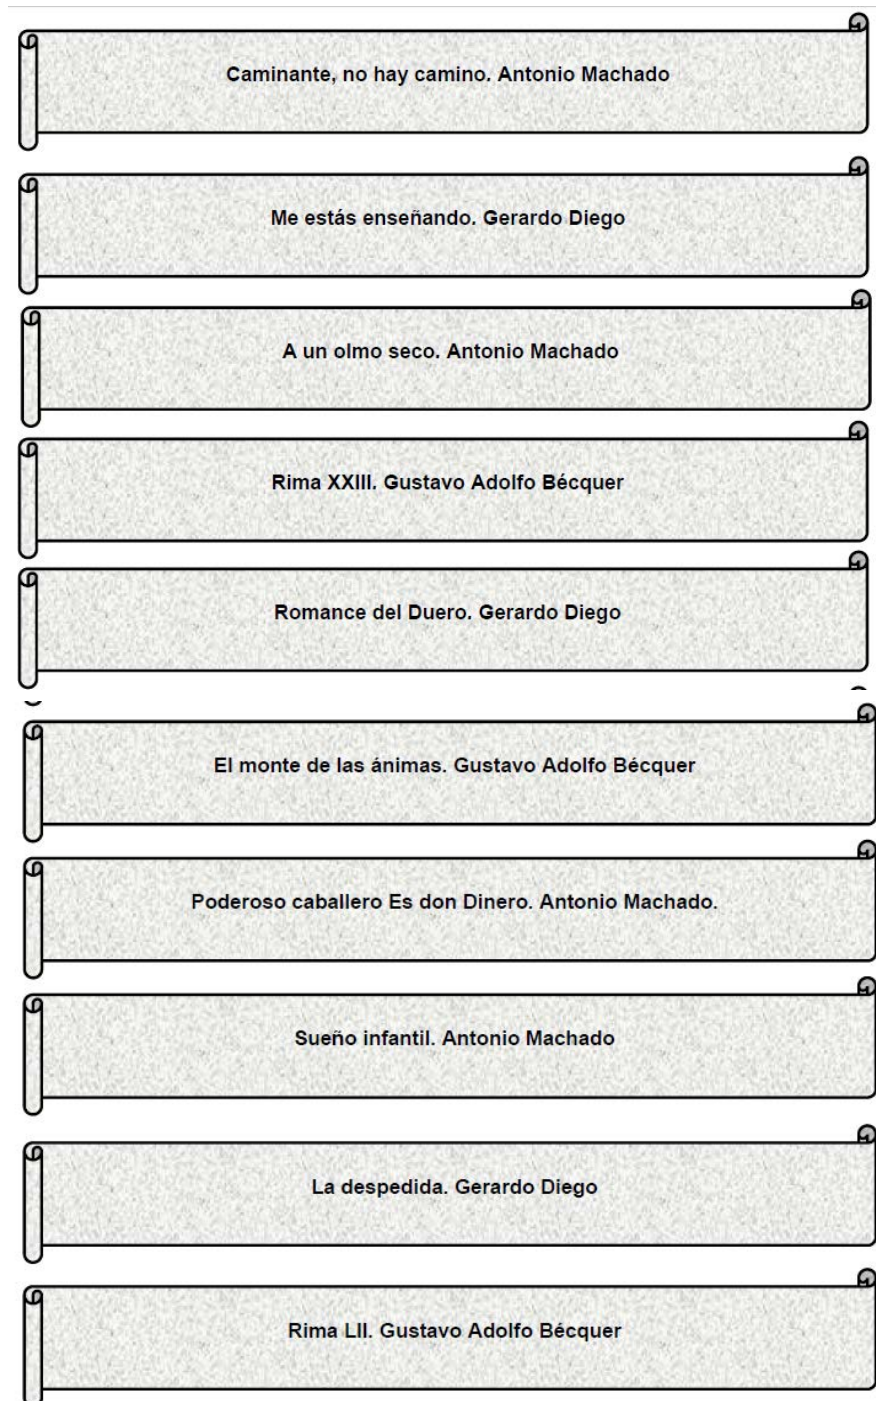 Caminante, no hay camino. Antonio Machado
Me estás enseñando. Gerardo Diego
A un olmo seco. Antonio Machado
Rima XXIII. Gustavo Adolfo Bécquer
Romance del Duero. Gerardo Diego
El monte de las ánimas. Gustavo Adolfo Bécquer
Poderoso caballero Es don Dinero. Antonio Machado.
Sueño infantil. Antonio Machado
La despedida. Gerardo Diego
Rima LII. Gustavo Adolfo Bécquer